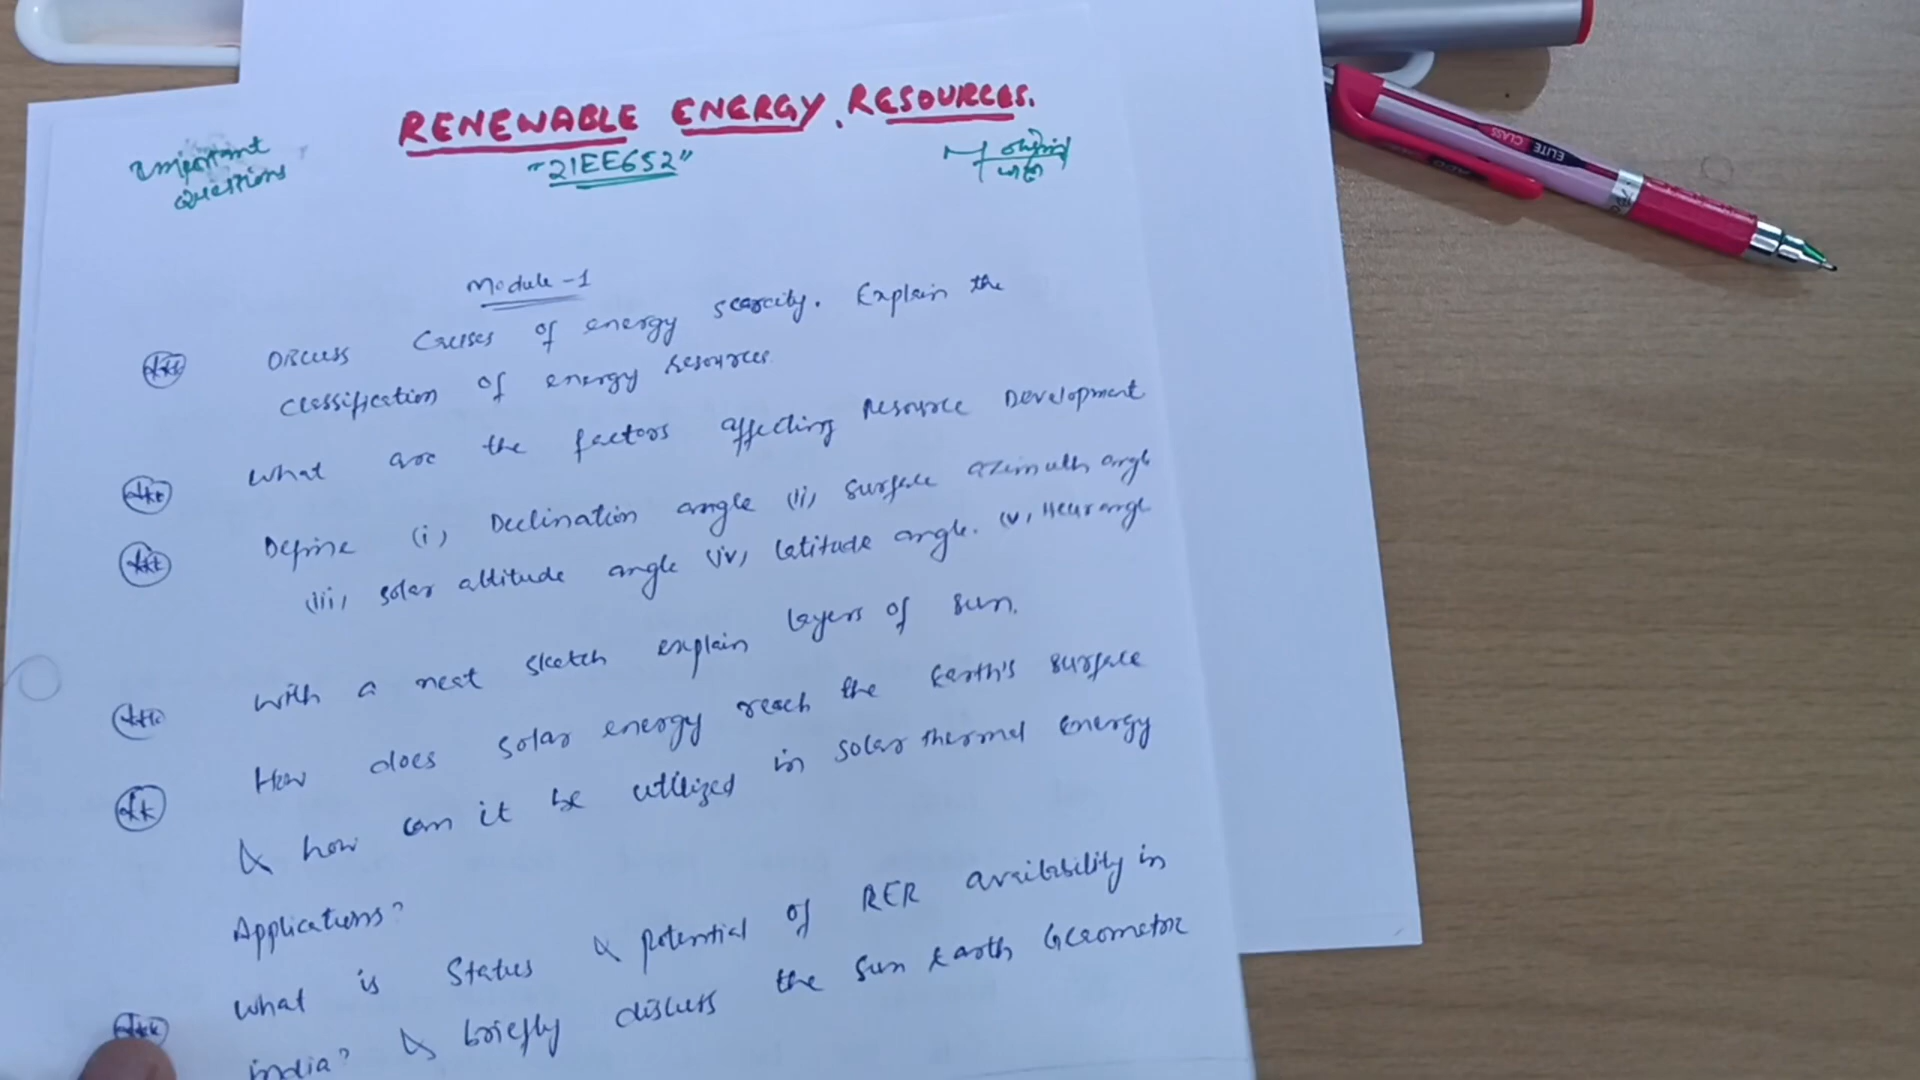 RENEWABLE ENERGY RESOURCES.
Important
questions
"21EE652"
Module-1
Discuss causes of energy scarcity. Explain the
classification of energy resources.
What are the factors affecting Resource Development
Define (i) Declination angle (ii) surface azimuth angle
(iii) solar altitude angle (iv) latitude angle. (v) Hour angle
With a neat sketch explain layers of sun.
How does solar energy reach the Earth's surface
& how can it be utilized in solar thermal energy
Applications?
What is status & potential of RER availability in
india? & briefly discuss the sun Earth Geometric
ELITE CLASS